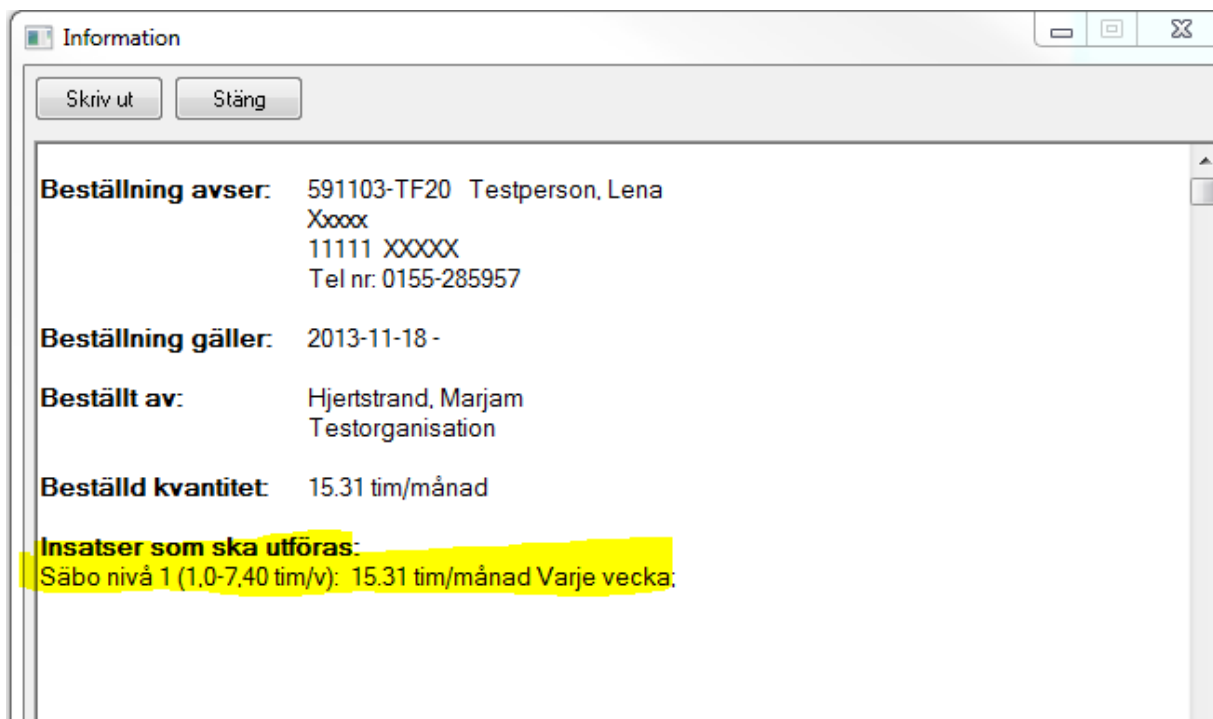 Information
Skriv ut Stäng
Beställning avser: 591103-TF20 Testperson, Lena
Xxxxx
11111 XXXXX
Tel nr: 0155-285957
Beställning gäller: 2013-11-18 -
Beställt av: Hjertstrand, Marjam
Testorganisation
Beställd kvantitet: 15.31 tim/månad
Insatser som ska utföras:
Säbo nivå 1 (1,0-7,40 tim/v): 15.31 tim/månad Varje vecka;